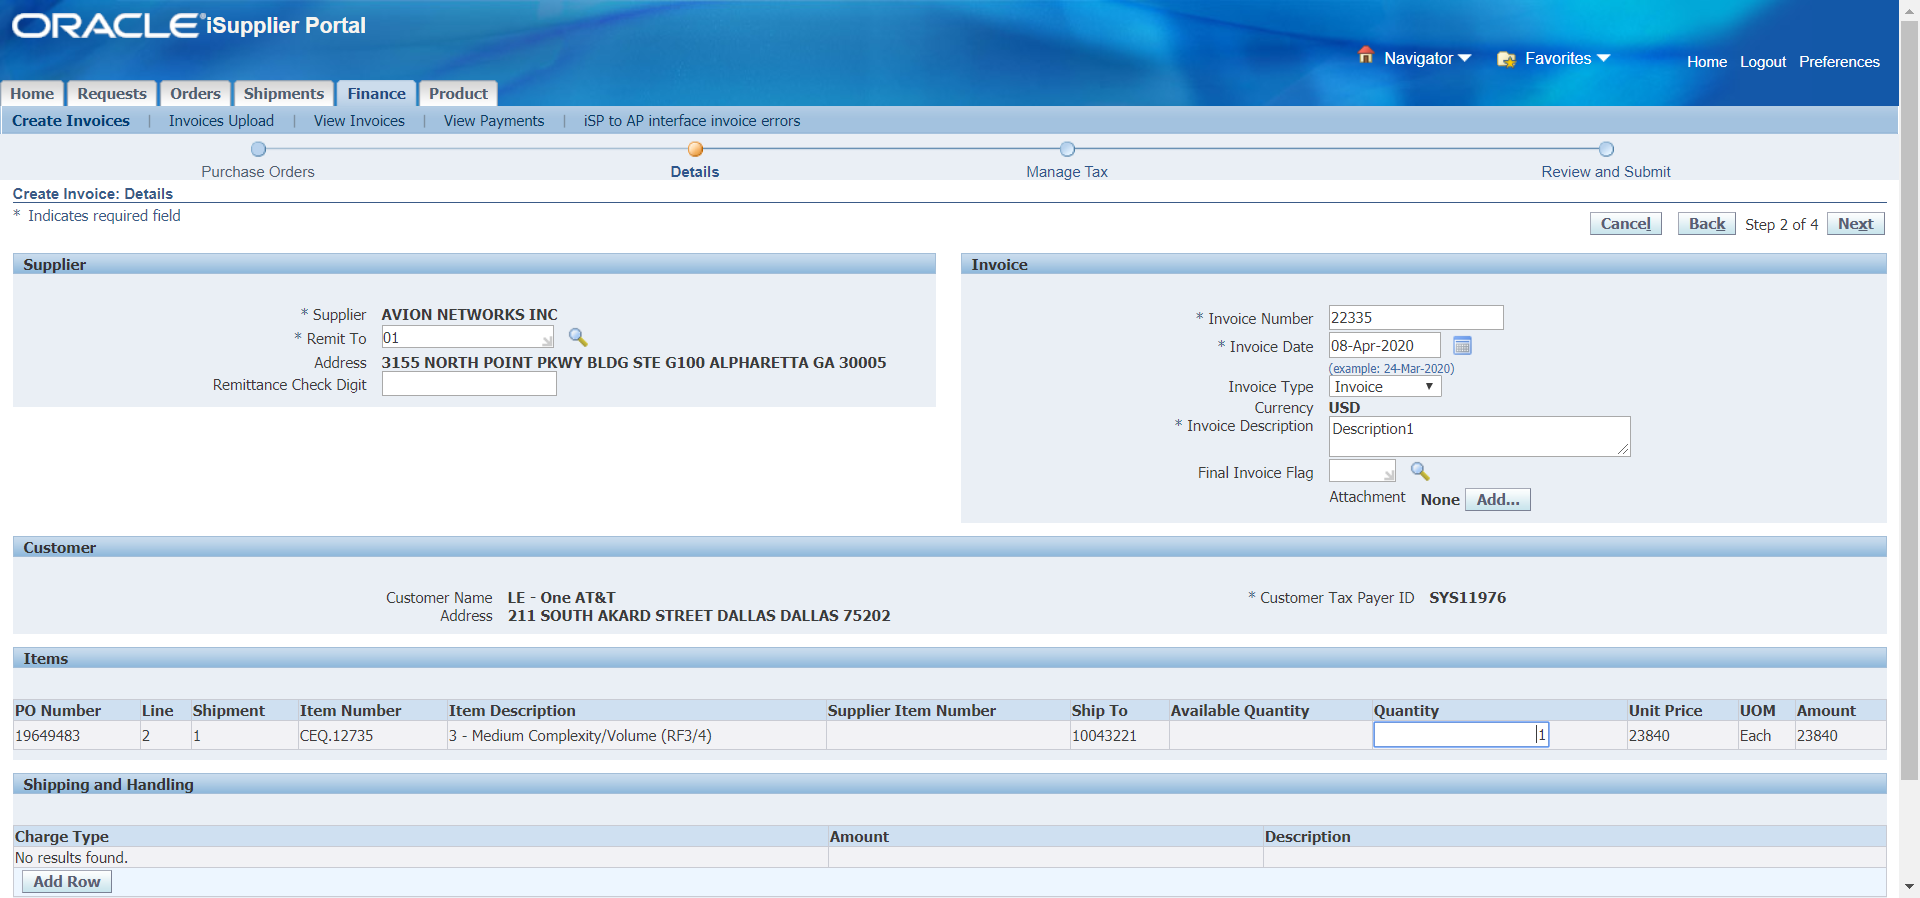 ORACLE® iSupplier Portal
Navigator Favorites Home Logout Preferences
Home Requests Orders Shipments Finance Product
Create Invoices | Invoices Upload | View Invoices | View Payments | iSP to AP interface invoice errors
Purchase Orders Details Manage Tax Review and Submit
Create Invoice: Details
* Indicates required field
Cancel Back Step 2 of 4 Next
Supplier
* Supplier AVION NETWORKS INC
* Remit To 01
Address 3155 NORTH POINT PKWY BLDG STE G100 ALPHARETTA GA 30005
Remittance Check Digit
Invoice
* Invoice Number 22335
* Invoice Date 08-Apr-2020
(example: 24-Mar-2020)
Invoice Type Invoice
Currency USD
* Invoice Description Description1
Final Invoice Flag
Attachment None Add...
Customer
Customer Name LE - One AT&T
Address 211 SOUTH AKARD STREET DALLAS DALLAS 75202
* Customer Tax Payer ID SYS11976
Items
PO Number Line Shipment Item Number Item Description Supplier Item Number Ship To Available Quantity Quantity Unit Price UOM Amount
19649483 2 1 CEQ.12735 3 - Medium Complexity/Volume (RF3/4) 10043221 1 23840 Each 23840
Shipping and Handling
Charge Type Amount Description
No results found.
Add Row